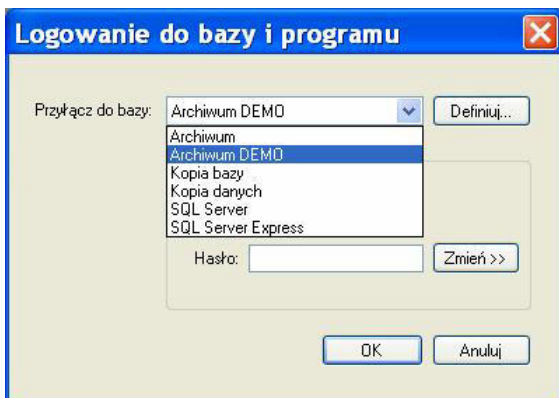 Logowanie do bazy i programu
Przyłącz do bazy: Archiwum DEMO Definiuj...
Archiwum
Archiwum DEMO
Kopia bazy
Kopia danych
SQL Server
SQL Server Express
Hasło: Zmień >>
OK Anuluj